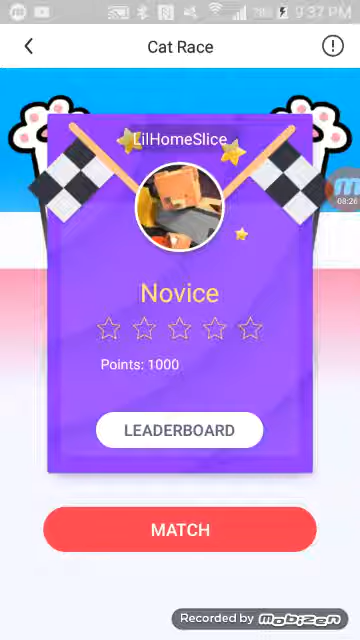 9:37 PM
Cat Race
LilHomeSlice
08:26
Novice
Points: 1000
LEADERBOARD
MATCH
Recorded by mobizen